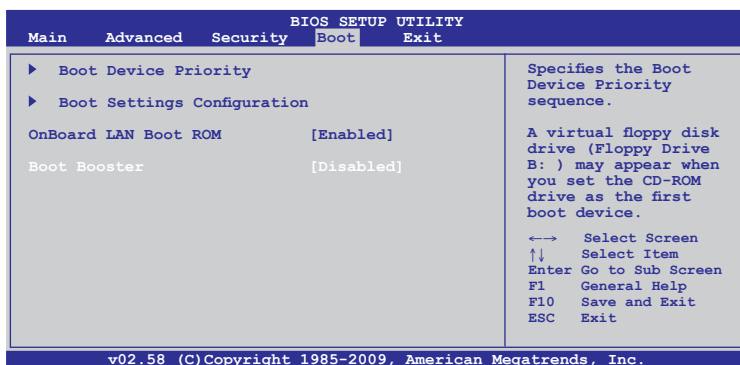 BIOS SETUP UTILITY
Main Advanced Security Boot Exit
Boot Device Priority
Boot Settings Configuration
OnBoard LAN Boot ROM [Enabled]
Boot Booster [Disabled]
Specifies the Boot
Device Priority
sequence.
A virtual floppy disk
drive (Floppy Drive
B: ) may appear when
you set the CD-ROM
drive as the first
boot device.
←→ Select Screen
↑↓ Select Item
Enter Go to Sub Screen
F1 General Help
F10 Save and Exit
ESC Exit
v02.58 (C)Copyright 1985-2009, American Megatrends, Inc.